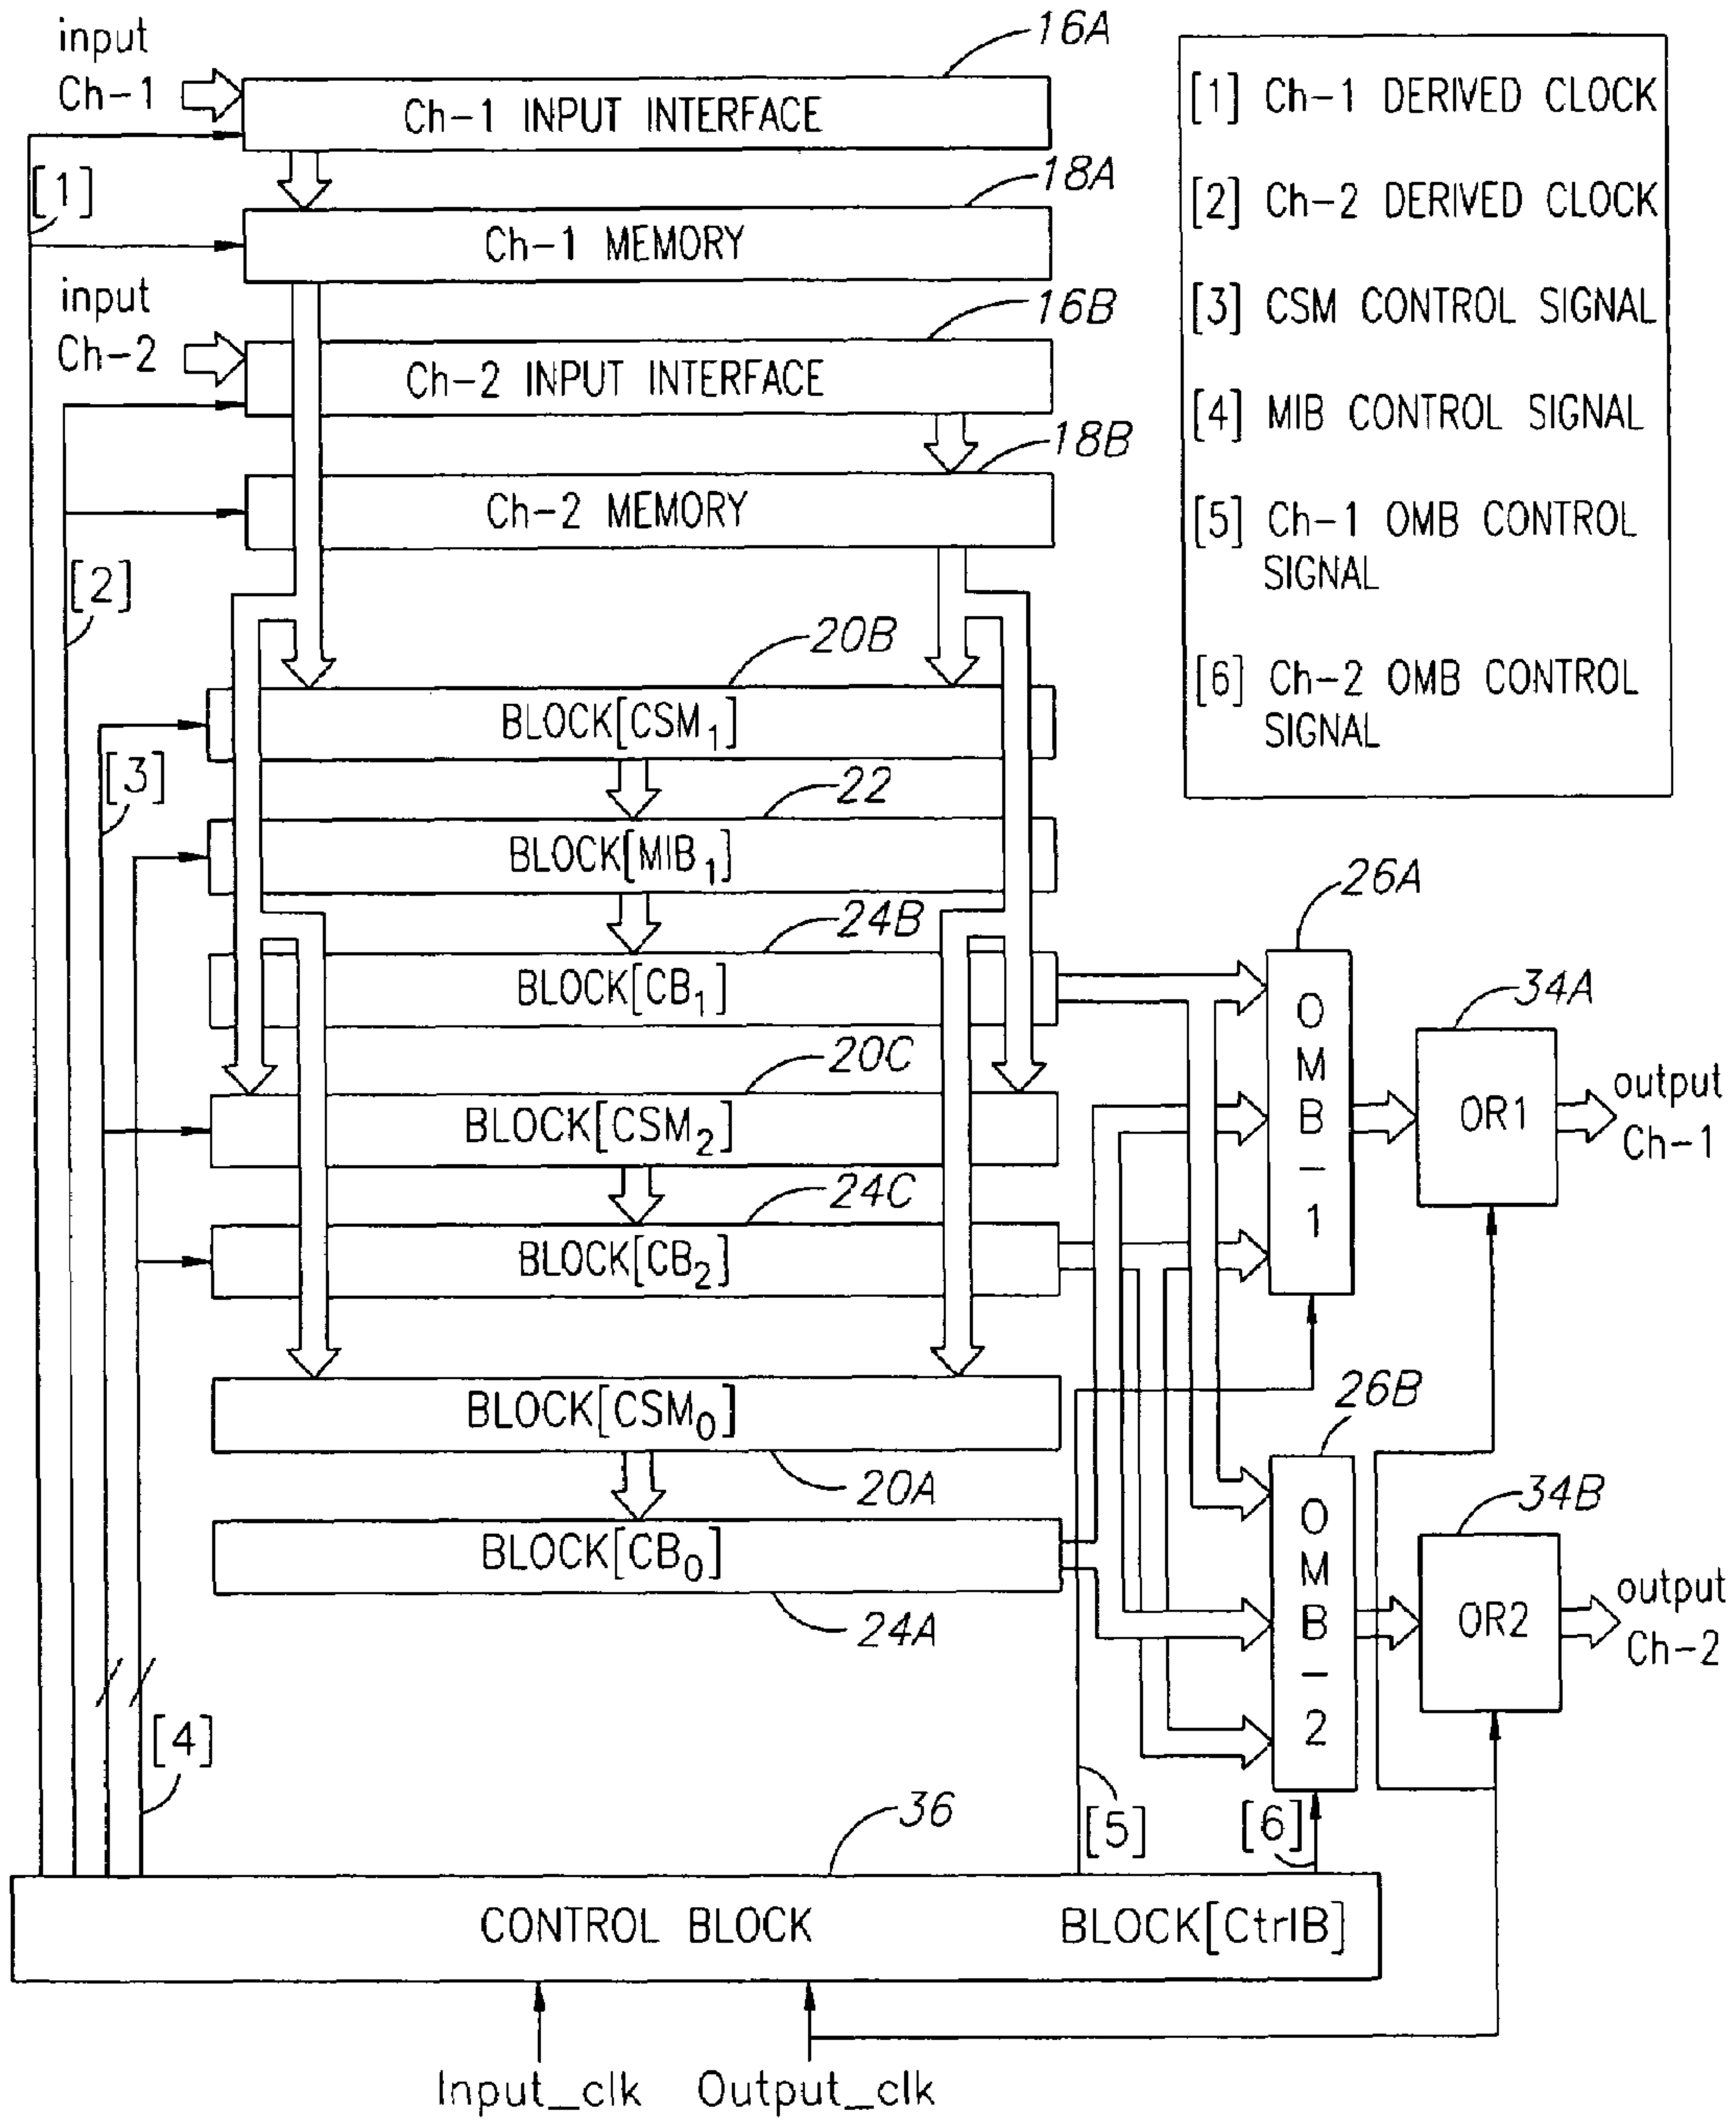 input
Ch-1
16A
Ch-1 INPUT INTERFACE
[1]
18A
Ch-1 MEMORY
input
Ch-2
16B
Ch-2 INPUT INTERFACE
18B
Ch-2 MEMORY
[2]
20B
BLOCK[CSM1]
[3]
22
BLOCK[MIB1]
24B
BLOCK[CB1]
20C
BLOCK[CSM2]
24C
BLOCK[CB2]
BLOCK[CSM0]
20A
BLOCK[CB0]
24A
[4]
36
[5]
[6]
CONTROL BLOCK
BLOCK[CtrlB]
Input_clk
Output_clk
26A
OMB-1
34A
OR1
output
Ch-1
26B
OMB-2
34B
OR2
output
Ch-2
[1] Ch-1 DERIVED CLOCK
[2] Ch-2 DERIVED CLOCK
[3] CSM CONTROL SIGNAL
[4] MIB CONTROL SIGNAL
[5] Ch-1 OMB CONTROL
SIGNAL
[6] Ch-2 OMB CONTROL
SIGNAL